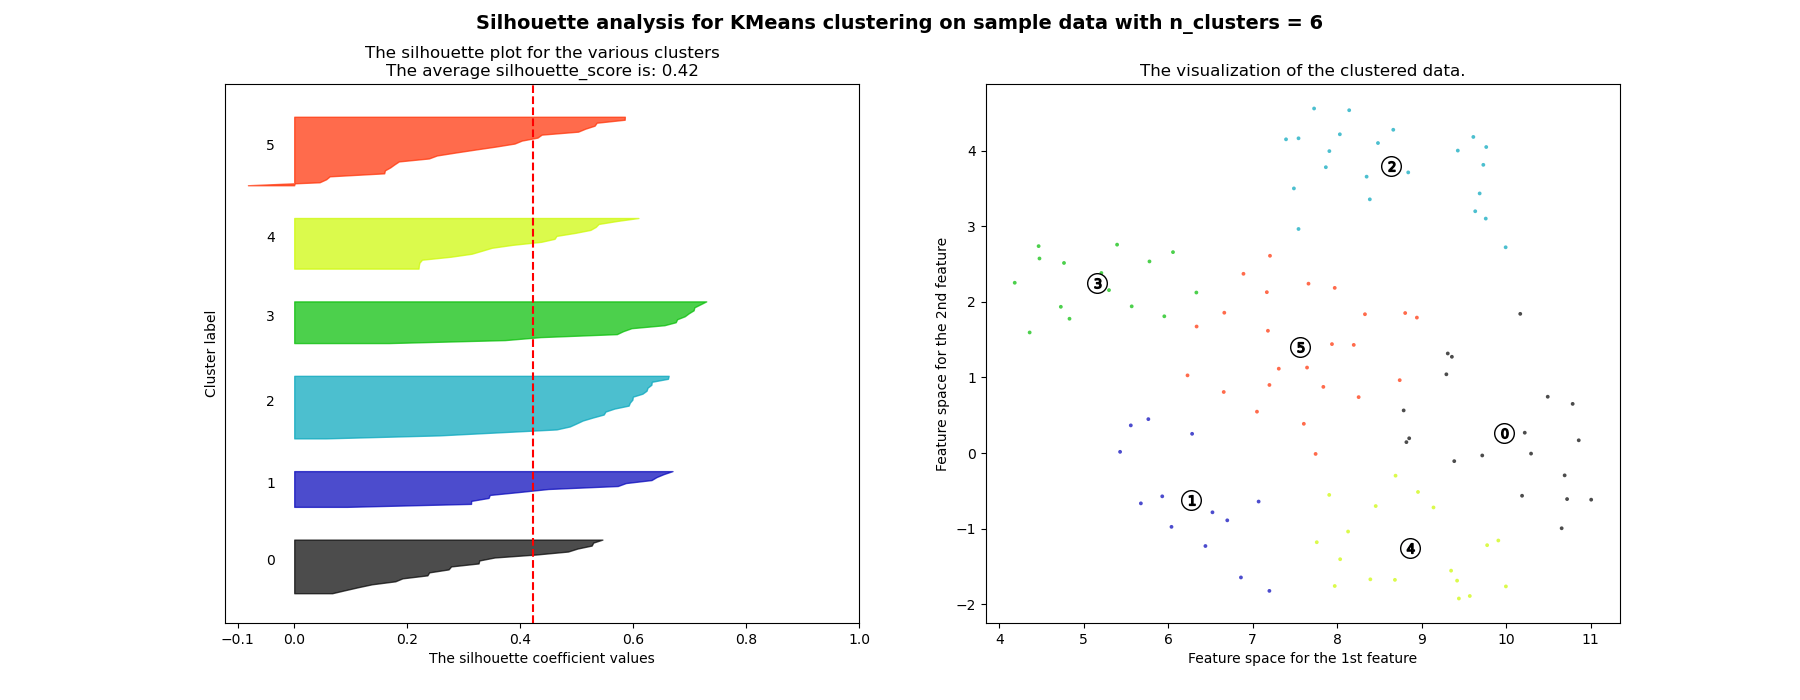 Silhouette analysis for KMeans clustering on sample data with n_clusters = 6
The silhouette plot for the various clusters
The average silhouette_score is: 0.42
5
4
3
2
1
0
Cluster label
−0.1 0.0 0.2 0.4 0.6 0.8 1.0
The silhouette coefficient values
The visualization of the clustered data.
4
3
2
1
0
−1
−2
Feature space for the 2nd feature
2
3
5
0
1
4
4 5 6 7 8 9 10 11
Feature space for the 1st feature